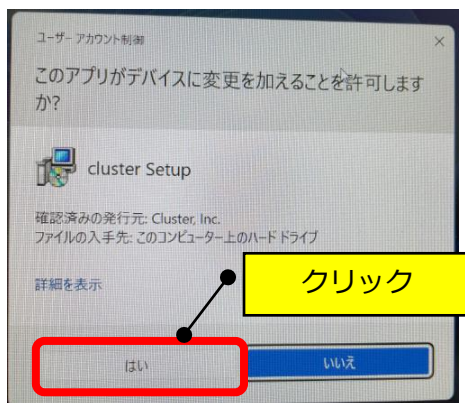 ユーザー アカウント制御
このアプリがデバイスに変更を加えることを許可します
か?
cluster Setup
確認済みの発行元: Cluster, Inc.
ファイルの入手先: このコンピューター上のハード ドライブ
詳細を表示
クリック
はい
いいえ